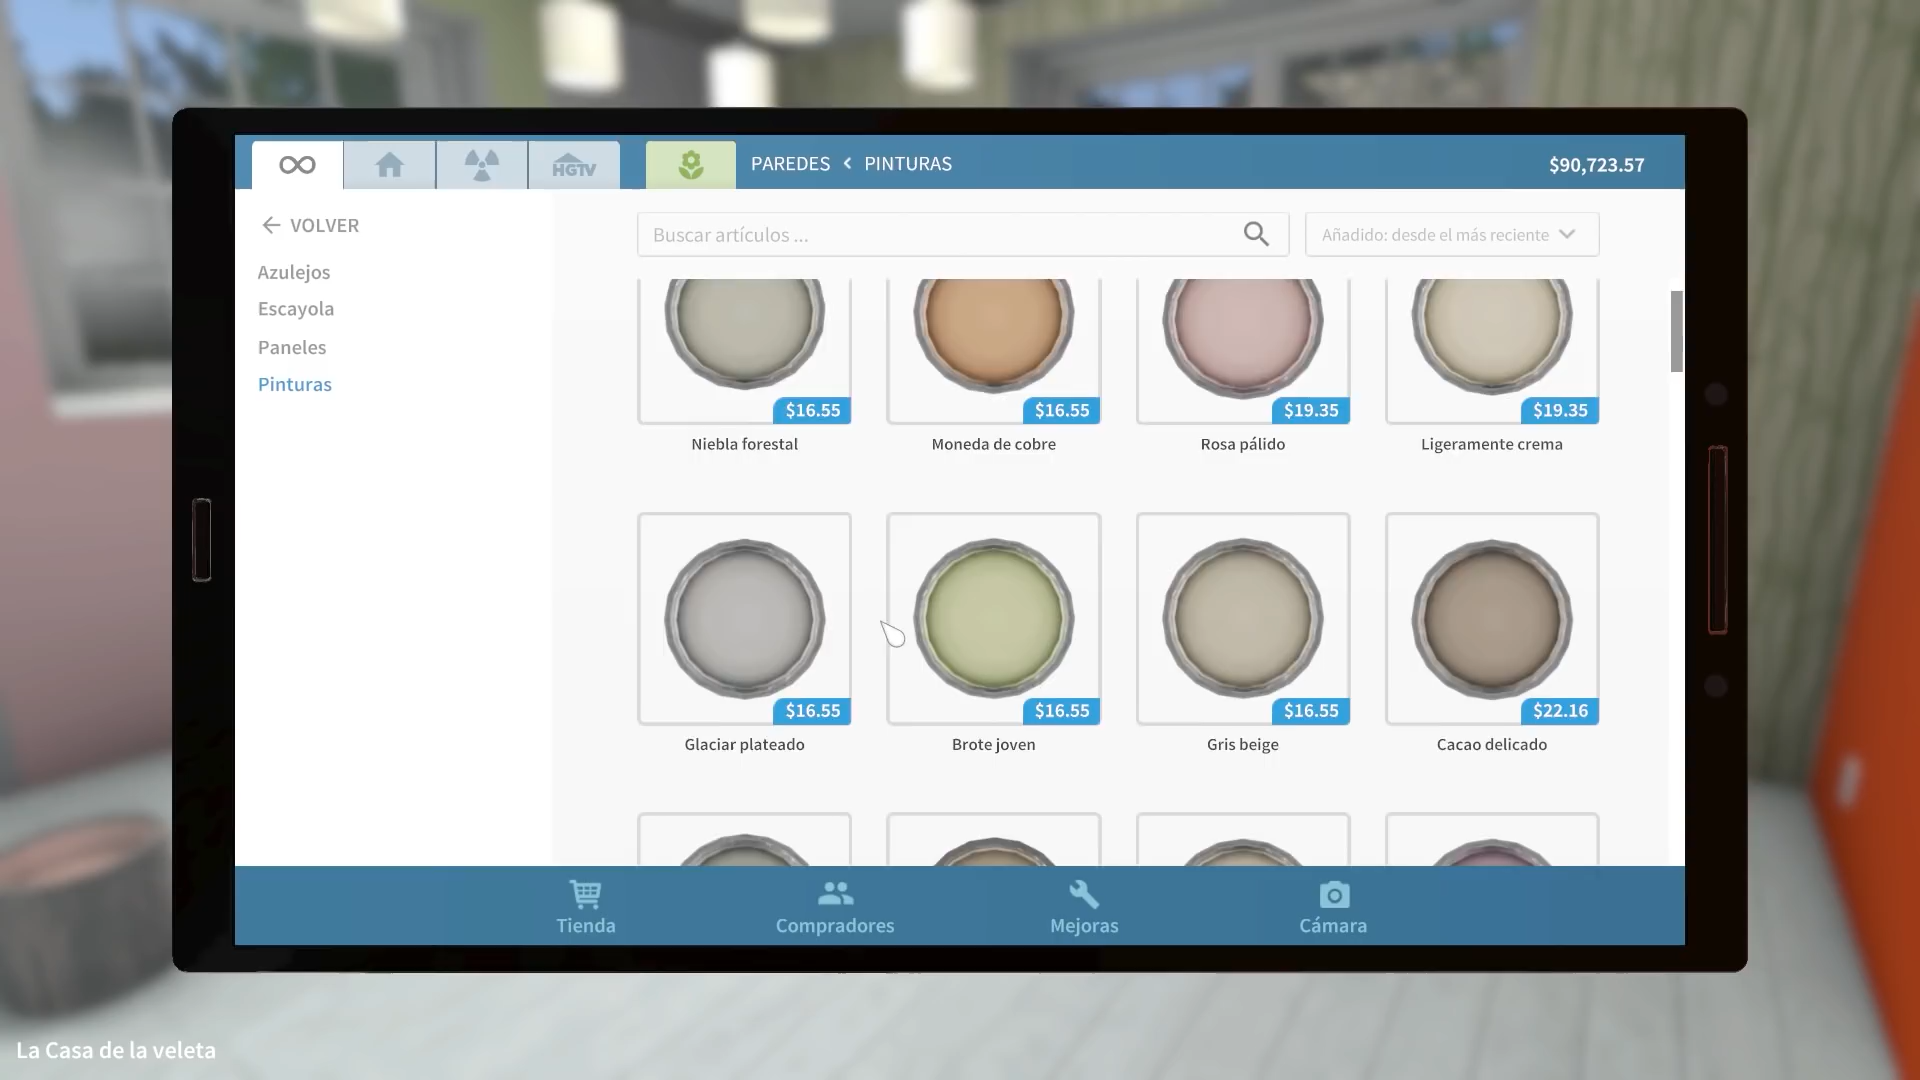 HGTV
PAREDES < PINTURAS
$90,723.57
VOLVER
Azulejos
Escayola
Paneles
Pinturas
Buscar artículos ...
Añadido: desde el más reciente
$16.55
$16.55
$19.35
$19.35
Niebla forestal
Moneda de cobre
Rosa pálido
Ligeramente crema
$16.55
$16.55
$16.55
$22.16
Glaciar plateado
Brote joven
Gris beige
Cacao delicado
Tienda
Compradores
Mejoras
Cámara
La Casa de la veleta